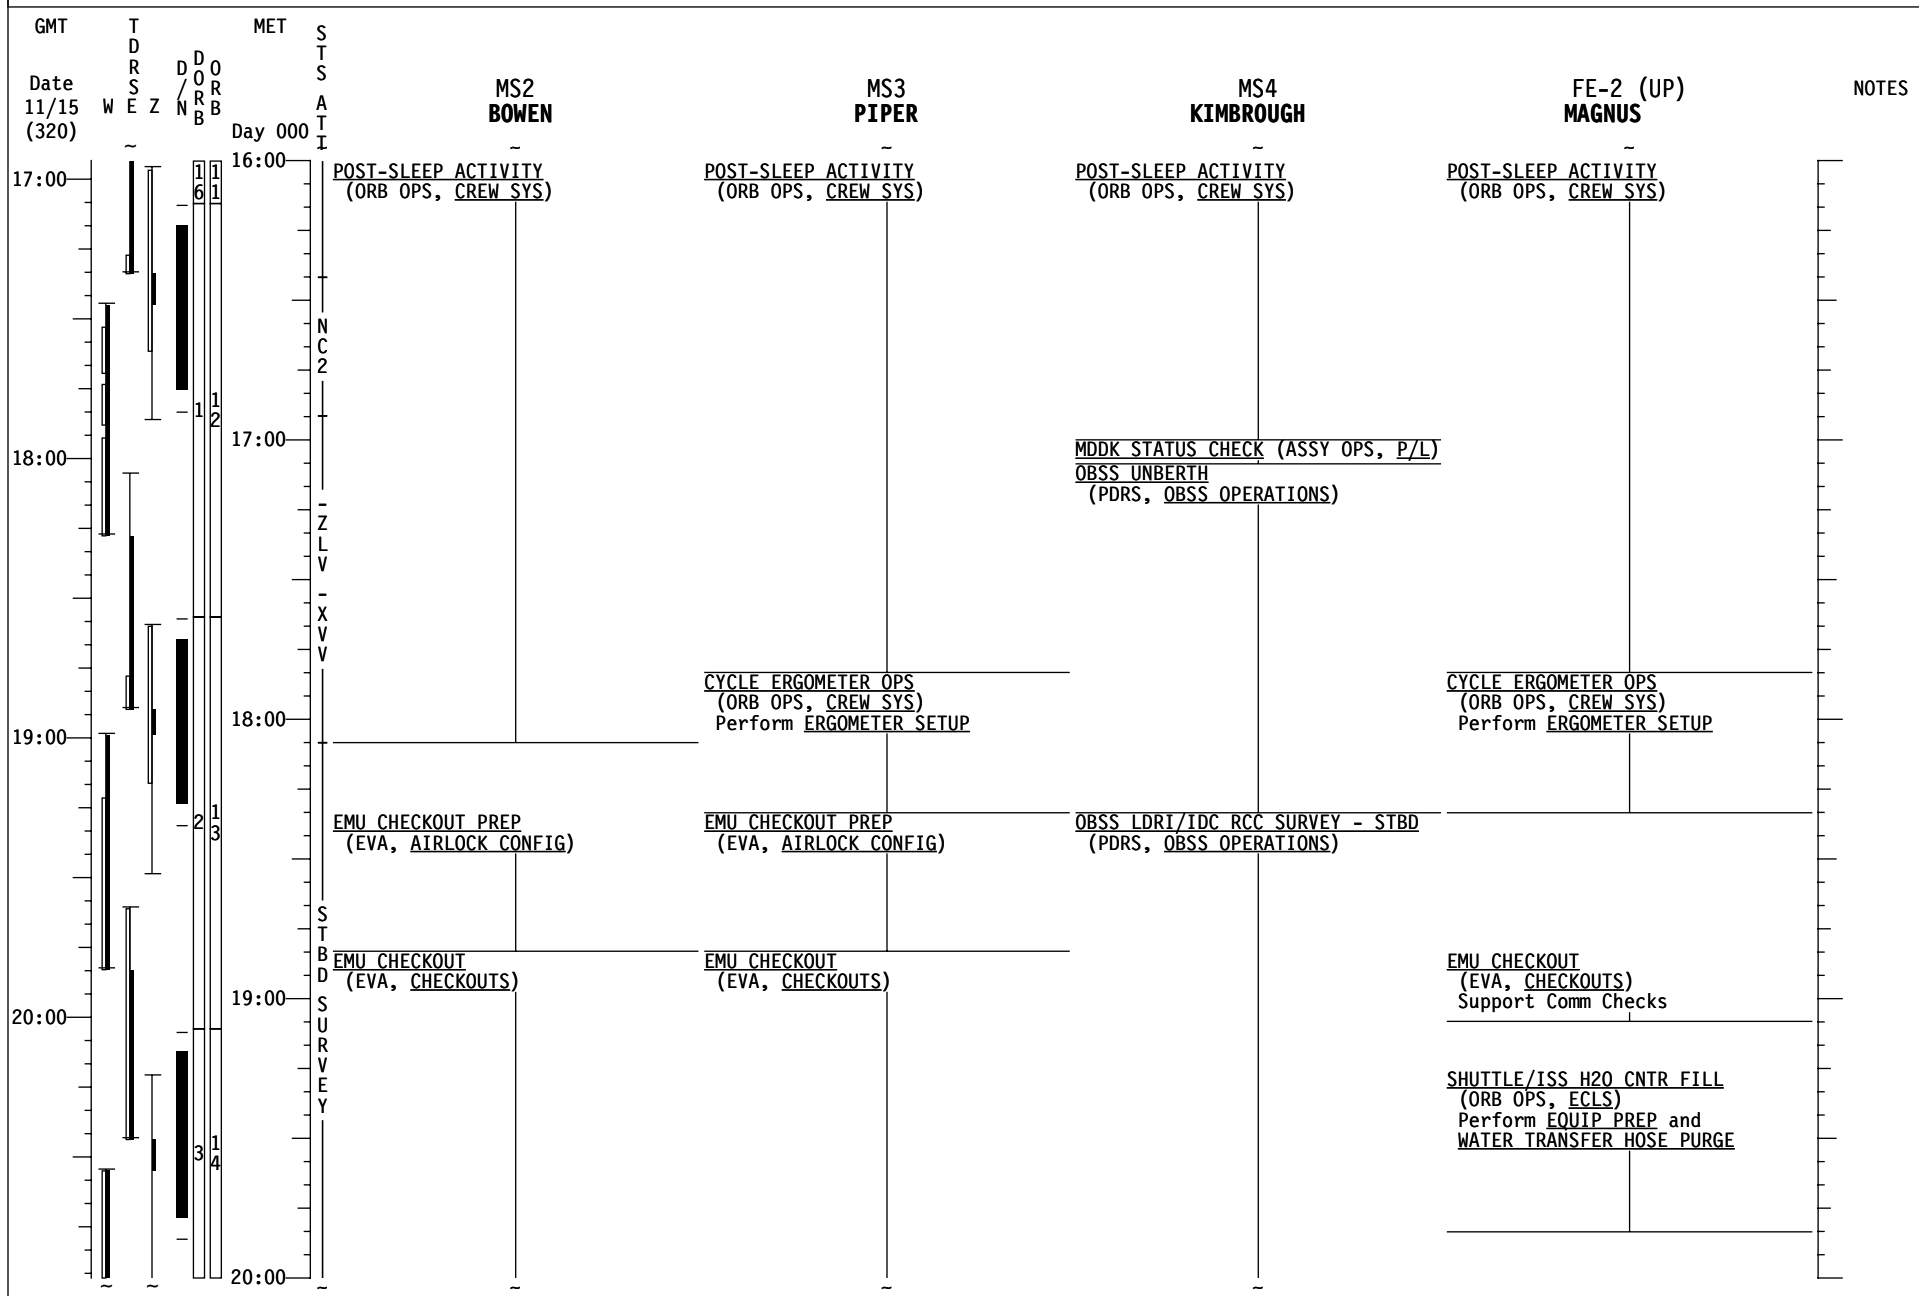 GMT
TDRS
MET
STS ATT
Date
11/15
(320)
W E Z
D/N
DORB
ORB
Day 000
MS2
BOWEN
MS3
PIPER
MS4
KIMBROUGH
FE-2 (UP)
MAGNUS
NOTES
~ ~ ~ ~ ~ ~
16:00
17:00
16
11
POST-SLEEP ACTIVITY
(ORB OPS, CREW SYS)
POST-SLEEP ACTIVITY
(ORB OPS, CREW SYS)
POST-SLEEP ACTIVITY
(ORB OPS, CREW SYS)
POST-SLEEP ACTIVITY
(ORB OPS, CREW SYS)
NC2
1
12
17:00
18:00
MDDK STATUS CHECK (ASSY OPS, P/L)
OBSS UNBERTH
(PDRS, OBSS OPERATIONS)
-ZLV -XVV
CYCLE ERGOMETER OPS
(ORB OPS, CREW SYS)
Perform ERGOMETER SETUP
CYCLE ERGOMETER OPS
(ORB OPS, CREW SYS)
Perform ERGOMETER SETUP
18:00
19:00
2
13
EMU CHECKOUT PREP
(EVA, AIRLOCK CONFIG)
EMU CHECKOUT PREP
(EVA, AIRLOCK CONFIG)
OBSS LDRI/IDC RCC SURVEY - STBD
(PDRS, OBSS OPERATIONS)
STBD SURVEY
EMU CHECKOUT
(EVA, CHECKOUTS)
EMU CHECKOUT
(EVA, CHECKOUTS)
EMU CHECKOUT
(EVA, CHECKOUTS)
Support Comm Checks
19:00
20:00
SHUTTLE/ISS H2O CNTR FILL
(ORB OPS, ECLS)
Perform EQUIP PREP and
WATER TRANSFER HOSE PURGE
3
14
20:00
~ ~ ~ ~ ~ ~ ~